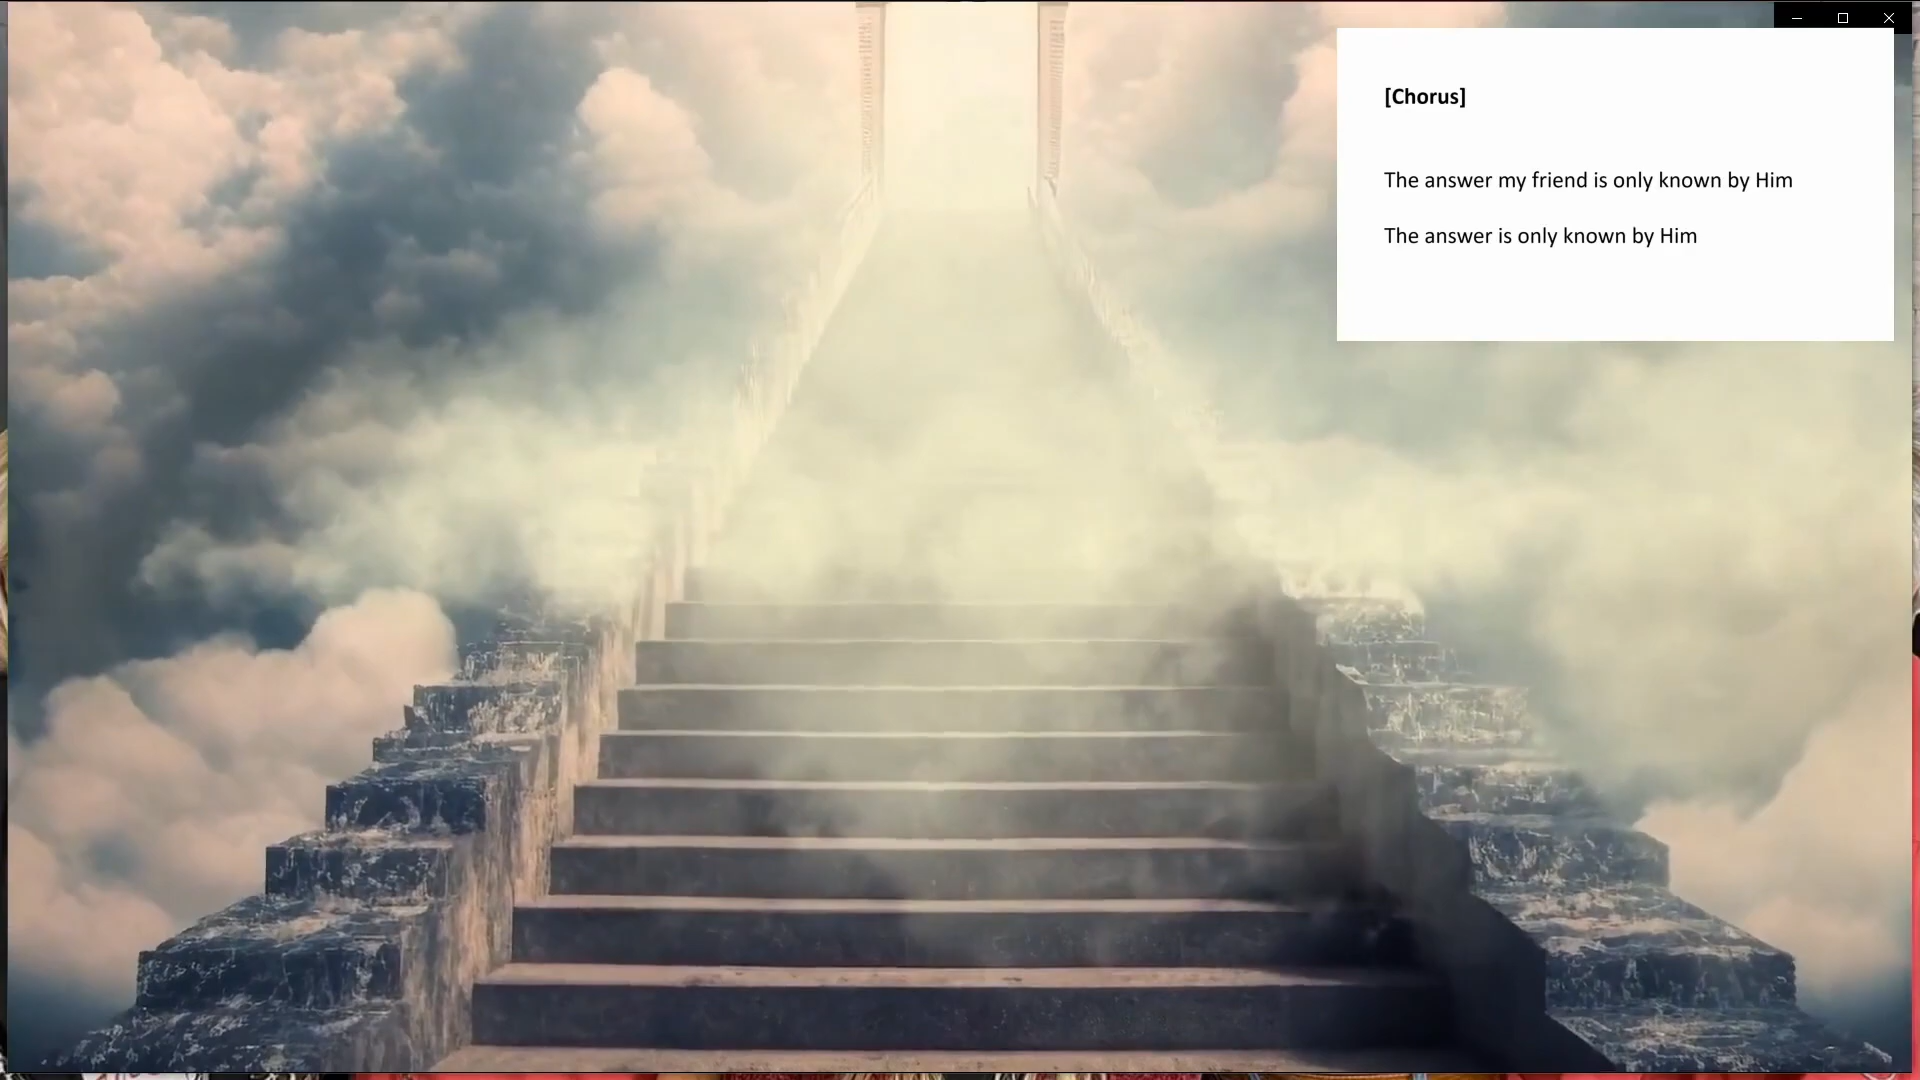 [Chorus]
The answer my friend is only known by Him
The answer is only known by Him